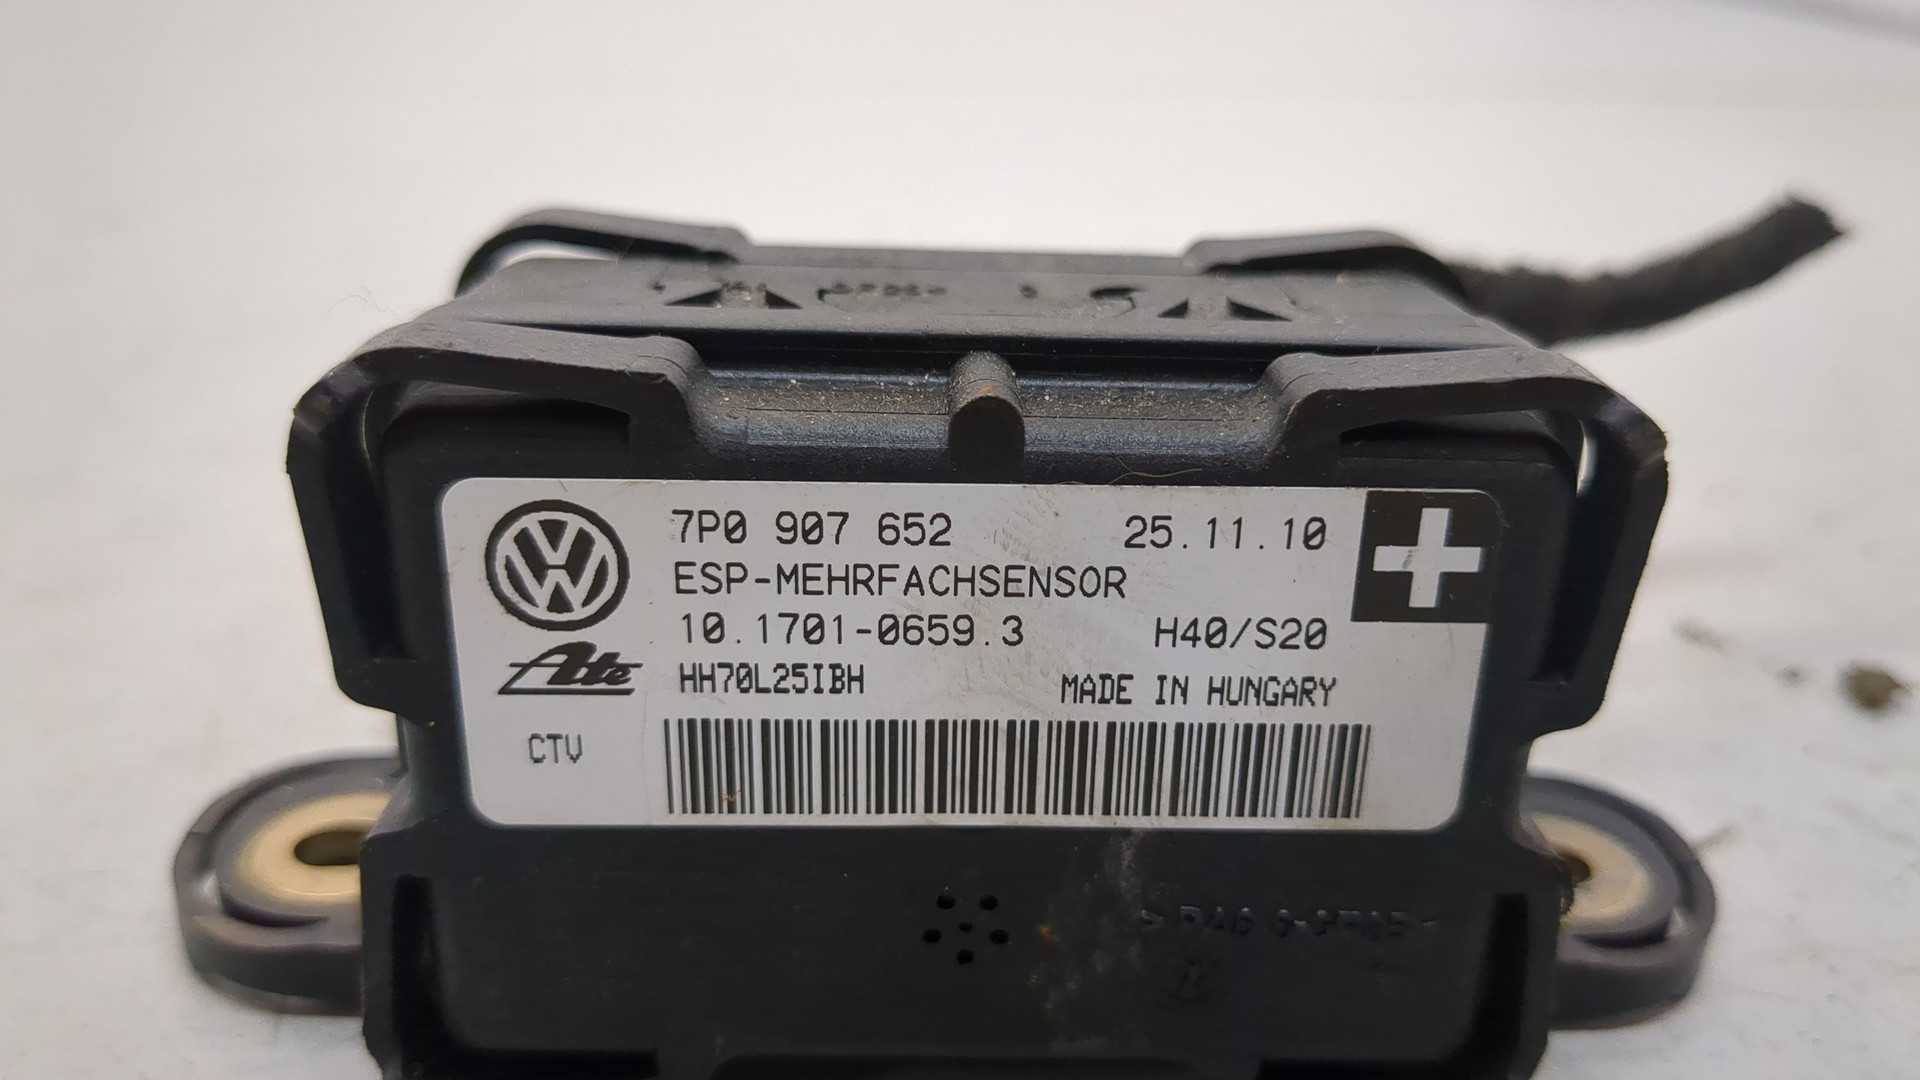 7P0 907 652 25.11.10
ESP-MEHRFACHSENSOR
10.1701-0659.3 H40/S20
Ate HH70L25IBH MADE IN HUNGARY
CTV